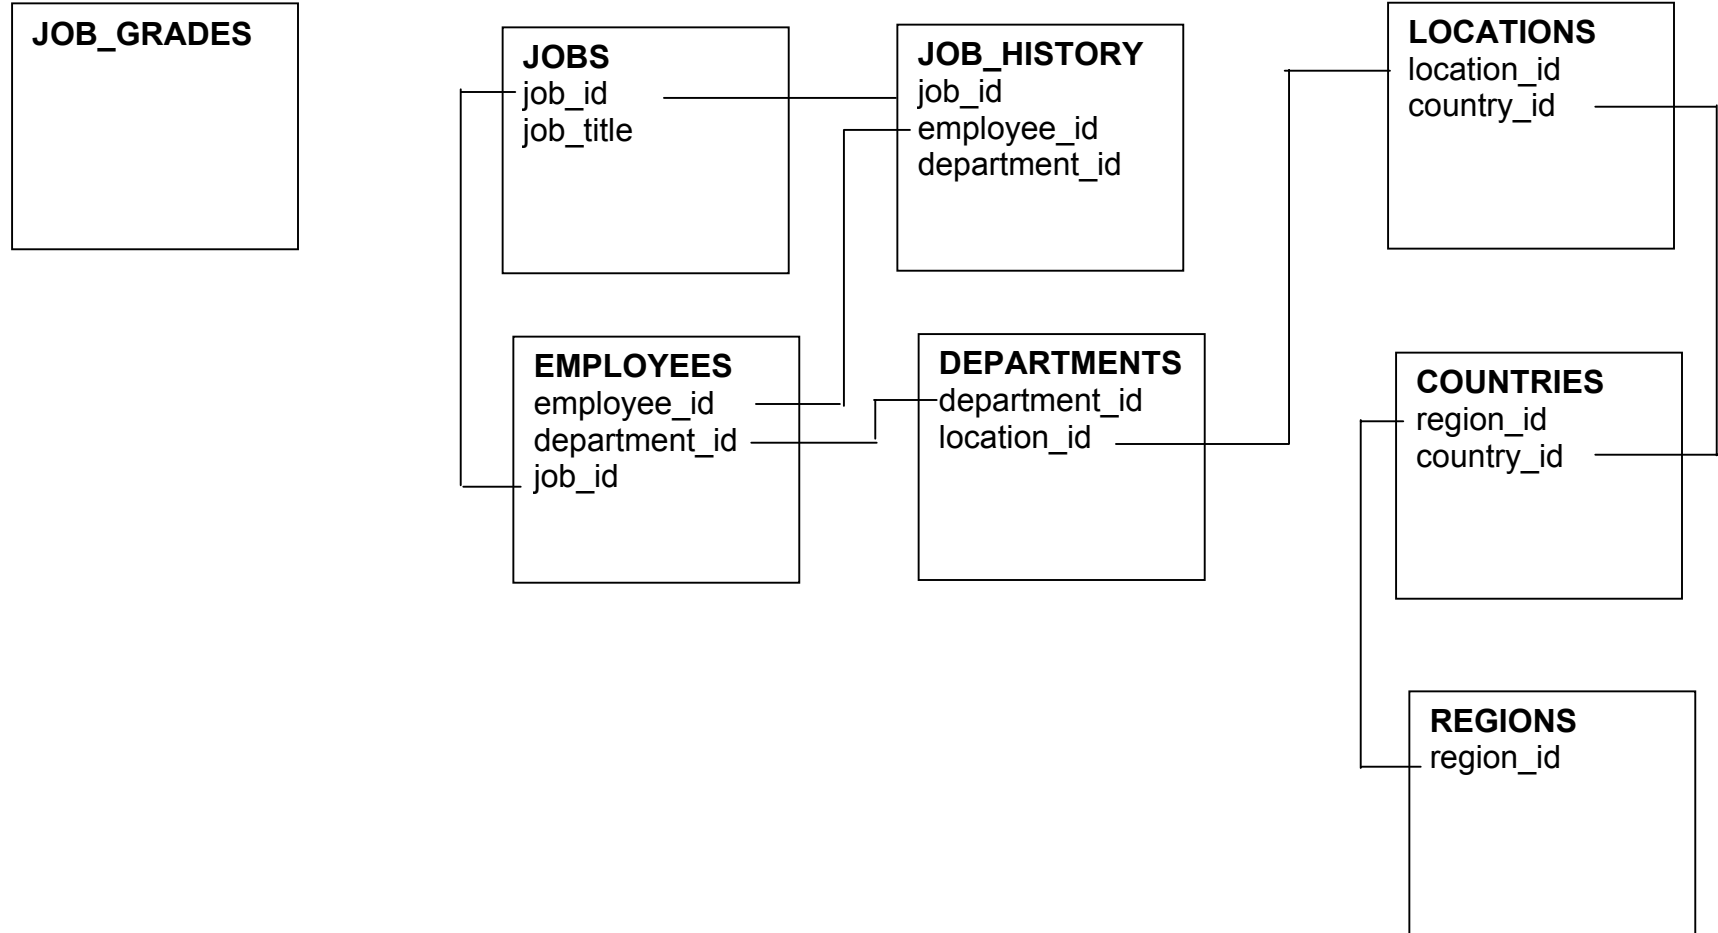 JOB_GRADES
JOBS
job_id
job_title
JOB_HISTORY
job_id
employee_id
department_id
LOCATIONS
location_id
country_id
EMPLOYEES
employee_id
department_id
job_id
DEPARTMENTS
department_id
location_id
COUNTRIES
region_id
country_id
REGIONS
region_id